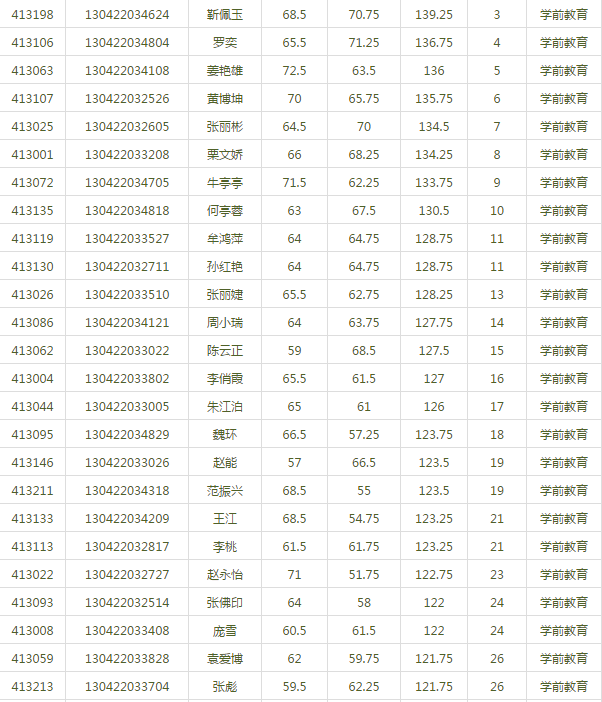 413198 130422034624 靳佩玉 68.5 70.75 139.25 3 学前教育
413106 130422034804 罗奕 65.5 71.25 136.75 4 学前教育
413063 130422034108 姜艳雄 72.5 63.5 136 5 学前教育
413107 130422032526 黄博坤 70 65.75 135.75 6 学前教育
413025 130422032605 张丽彬 64.5 70 134.5 7 学前教育
413001 130422033208 栗文娇 66 68.25 134.25 8 学前教育
413072 130422034705 牛亭亭 71.5 62.25 133.75 9 学前教育
413135 130422034818 何亭蓉 63 67.5 130.5 10 学前教育
413119 130422033527 牟鸿萍 64 64.75 128.75 11 学前教育
413130 130422032711 孙红艳 64 64.75 128.75 11 学前教育
413026 130422033510 张丽婕 65.5 62.75 128.25 13 学前教育
413086 130422034121 周小瑞 64 63.75 127.75 14 学前教育
413062 130422033022 陈云正 59 68.5 127.5 15 学前教育
413004 130422033802 李俏霞 65.5 61.5 127 16 学前教育
413044 130422033005 朱江泊 65 61 126 17 学前教育
413095 130422034829 魏环 66.5 57.25 123.75 18 学前教育
413146 130422033026 赵能 57 66.5 123.5 19 学前教育
413211 130422034318 范振兴 68.5 55 123.5 19 学前教育
413133 130422034209 王江 68.5 54.75 123.25 21 学前教育
413113 130422032817 李桃 61.5 61.75 123.25 21 学前教育
413022 130422032727 赵永怡 71 51.75 122.75 23 学前教育
413093 130422032514 张佛印 64 58 122 24 学前教育
413008 130422033408 庞雪 60.5 61.5 122 24 学前教育
413059 130422033828 袁爱博 62 59.75 121.75 26 学前教育
413213 130422033704 张彪 59.5 62.25 121.75 26 学前教育